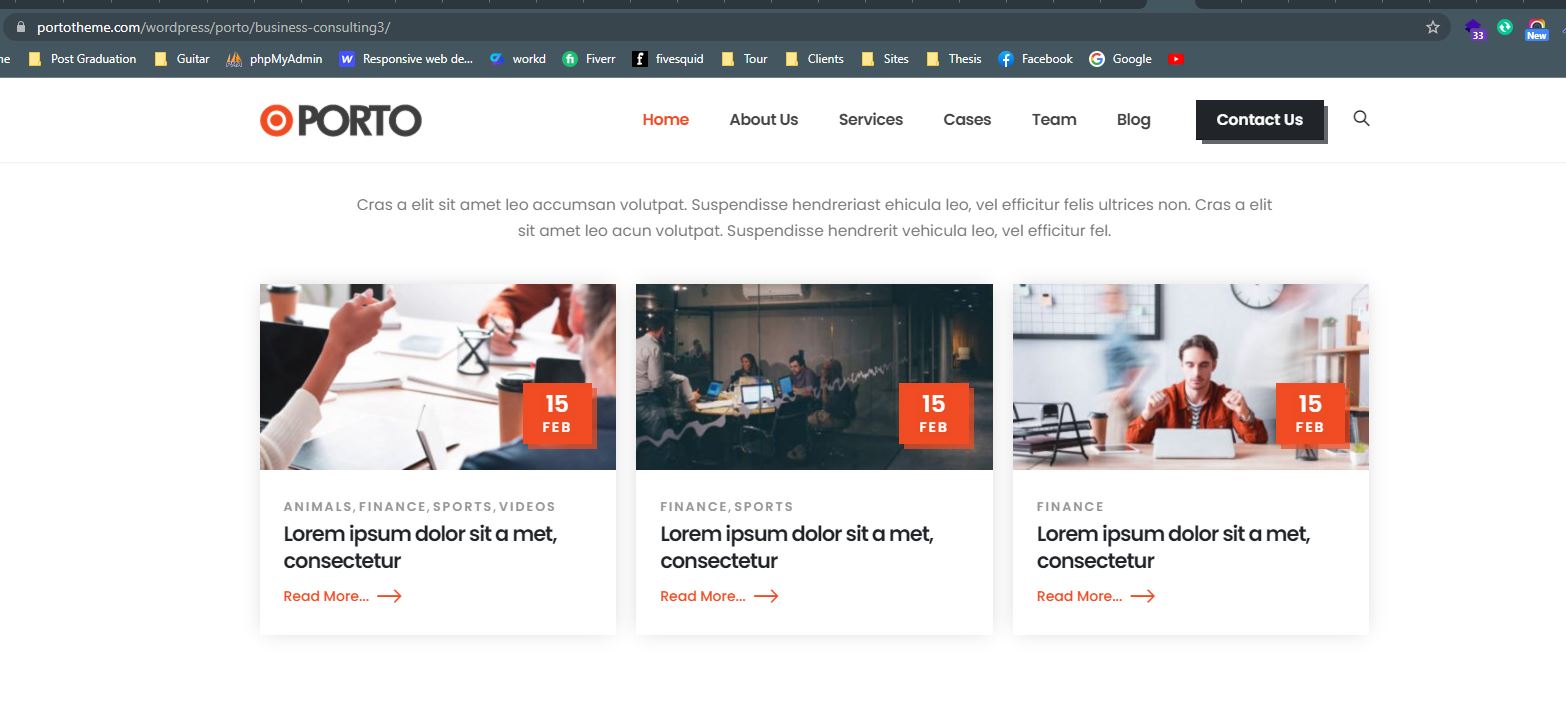 portotheme.com/wordpress/porto/business-consulting3/
33
New
ne
Post Graduation
Guitar
phpMyAdmin
W
Responsive web de...
workd
fi
Fiverr
f
fivesquid
Tour
Clients
Sites
Thesis
Facebook
G
Google
PORTO
Home
About Us
Services
Cases
Team
Blog
Contact Us
Cras a elit sit amet leo accumsan volutpat. Suspendisse hendreriast ehicula leo, vel efficitur felis ultrices non. Cras a elit
sit amet leo acun volutpat. Suspendisse hendrerit vehicula leo, vel efficitur fel.
15
FEB
ANIMALS, FINANCE, SPORTS, VIDEOS
Lorem ipsum dolor sit a met,
consectetur
Read More...
15
FEB
FINANCE, SPORTS
Lorem ipsum dolor sit a met,
consectetur
Read More...
15
FEB
FINANCE
Lorem ipsum dolor sit a met,
consectetur
Read More...